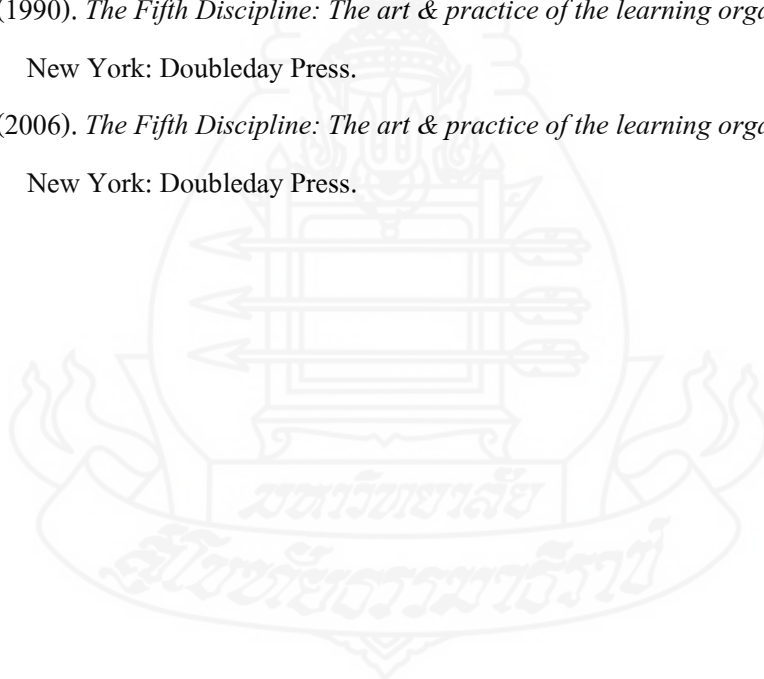 (1990). The Fifth Discipline: The art & practice of the learning orga
New York: Doubleday Press.
(2006). The Fifth Discipline: The art & practice of the learning orga
New York: Doubleday Press.
มหาวิทยาลัย
สุโขทัยธรรมาธิราช